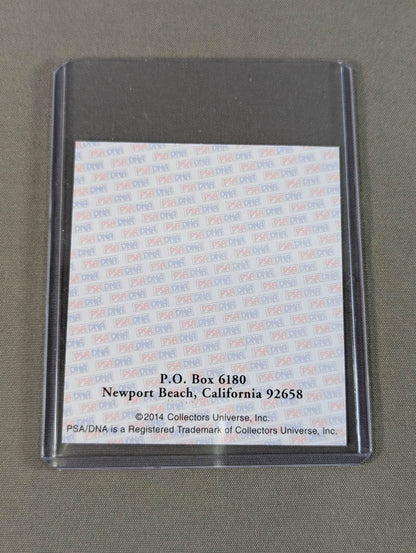 P.O. Box 6180
Newport Beach, California 92658
©2014 Collectors Universe, Inc.
PSA/DNA is a Registered Trademark of Collectors Universe, Inc.